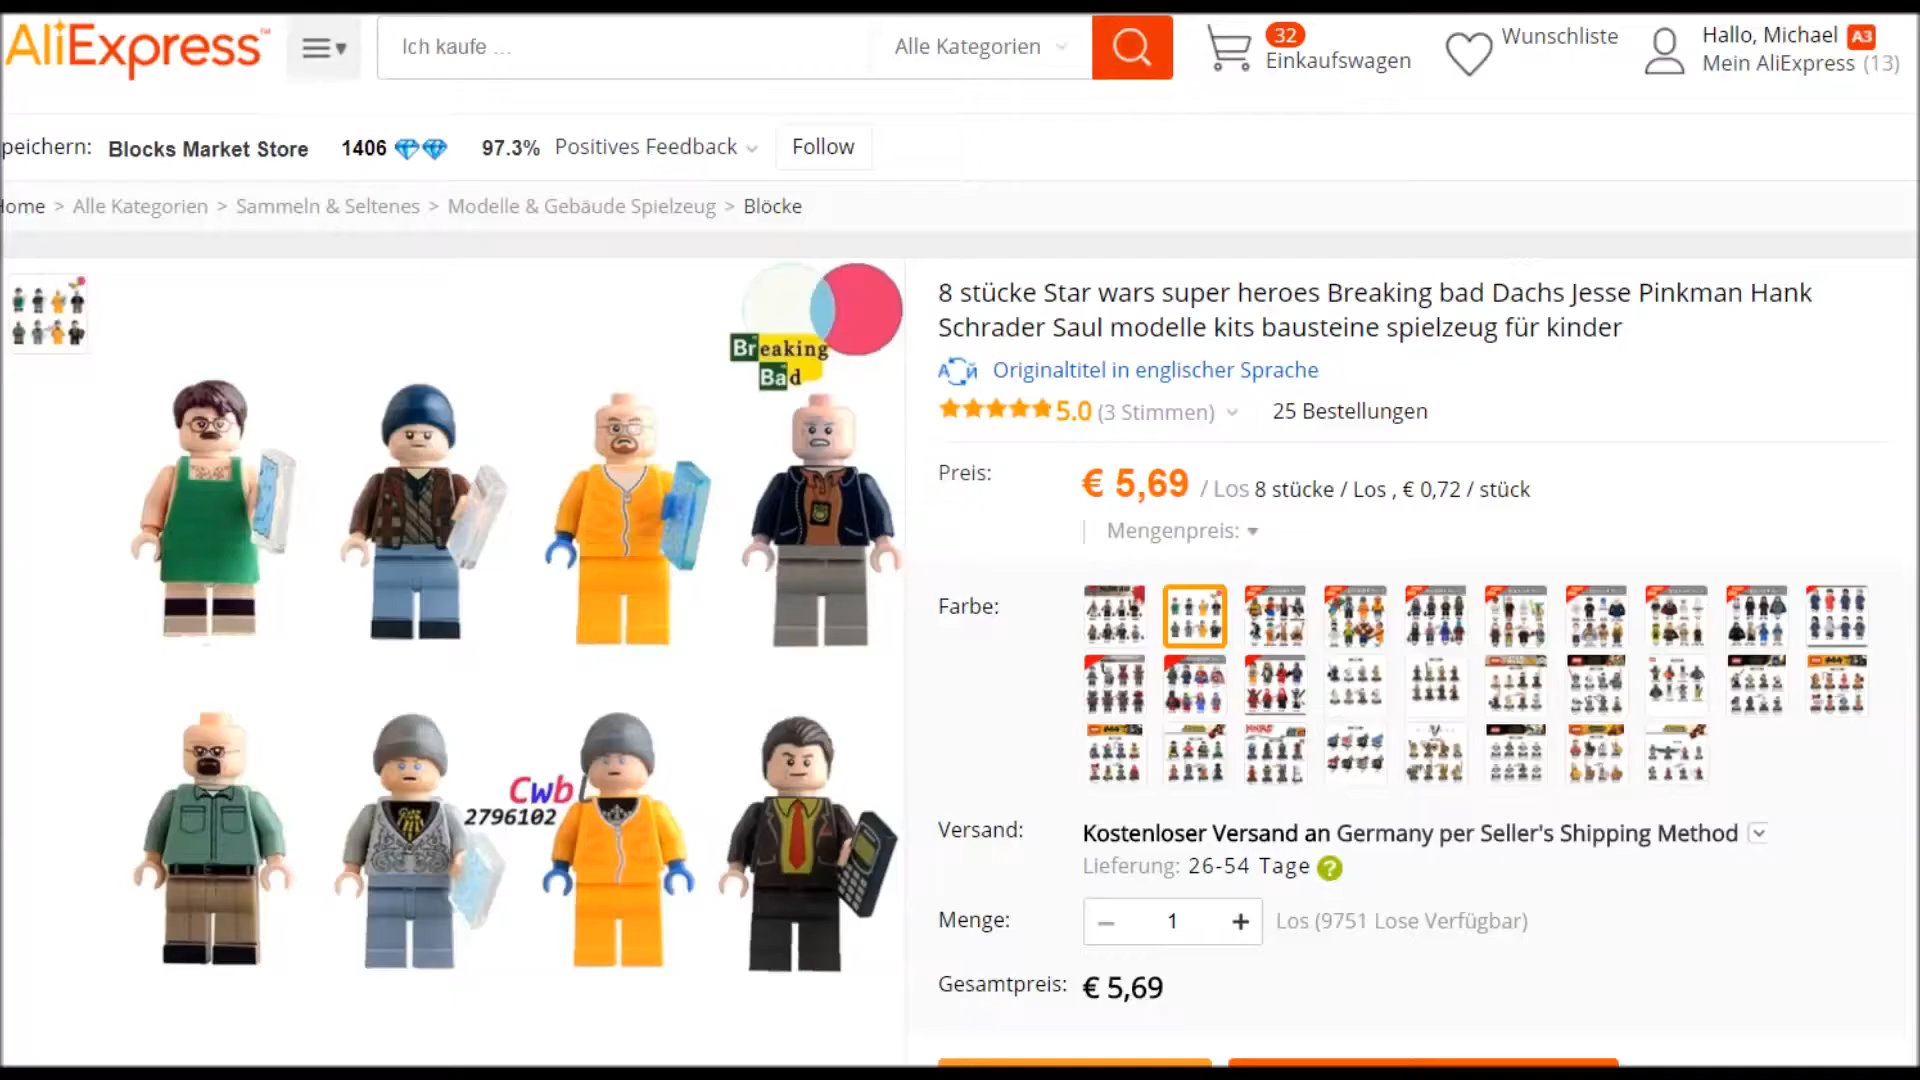 AliExpress™
Ich kaufe ...
Alle Kategorien
32
Einkaufswagen
Wunschliste
Hallo, Michael A3
Mein AliExpress (13)
peichern: Blocks Market Store 1406 97.3% Positives Feedback Follow
Home > Alle Kategorien > Sammeln & Seltenes > Modelle & Gebäude Spielzeug > Blöcke
Breaking
Bad
Cwb
2796102
8 stücke Star wars super heroes Breaking bad Dachs Jesse Pinkman Hank
Schrader Saul modelle kits bausteine spielzeug für kinder
Originaltitel in englischer Sprache
5.0 (3 Stimmen) 25 Bestellungen
Preis: € 5,69 / Los 8 stücke / Los , € 0,72 / stück
Mengenpreis:
Farbe:
Versand: Kostenloser Versand an Germany per Seller's Shipping Method
Lieferung: 26-54 Tage ?
Menge: − 1 + Los (9751 Lose Verfügbar)
Gesamtpreis: € 5,69